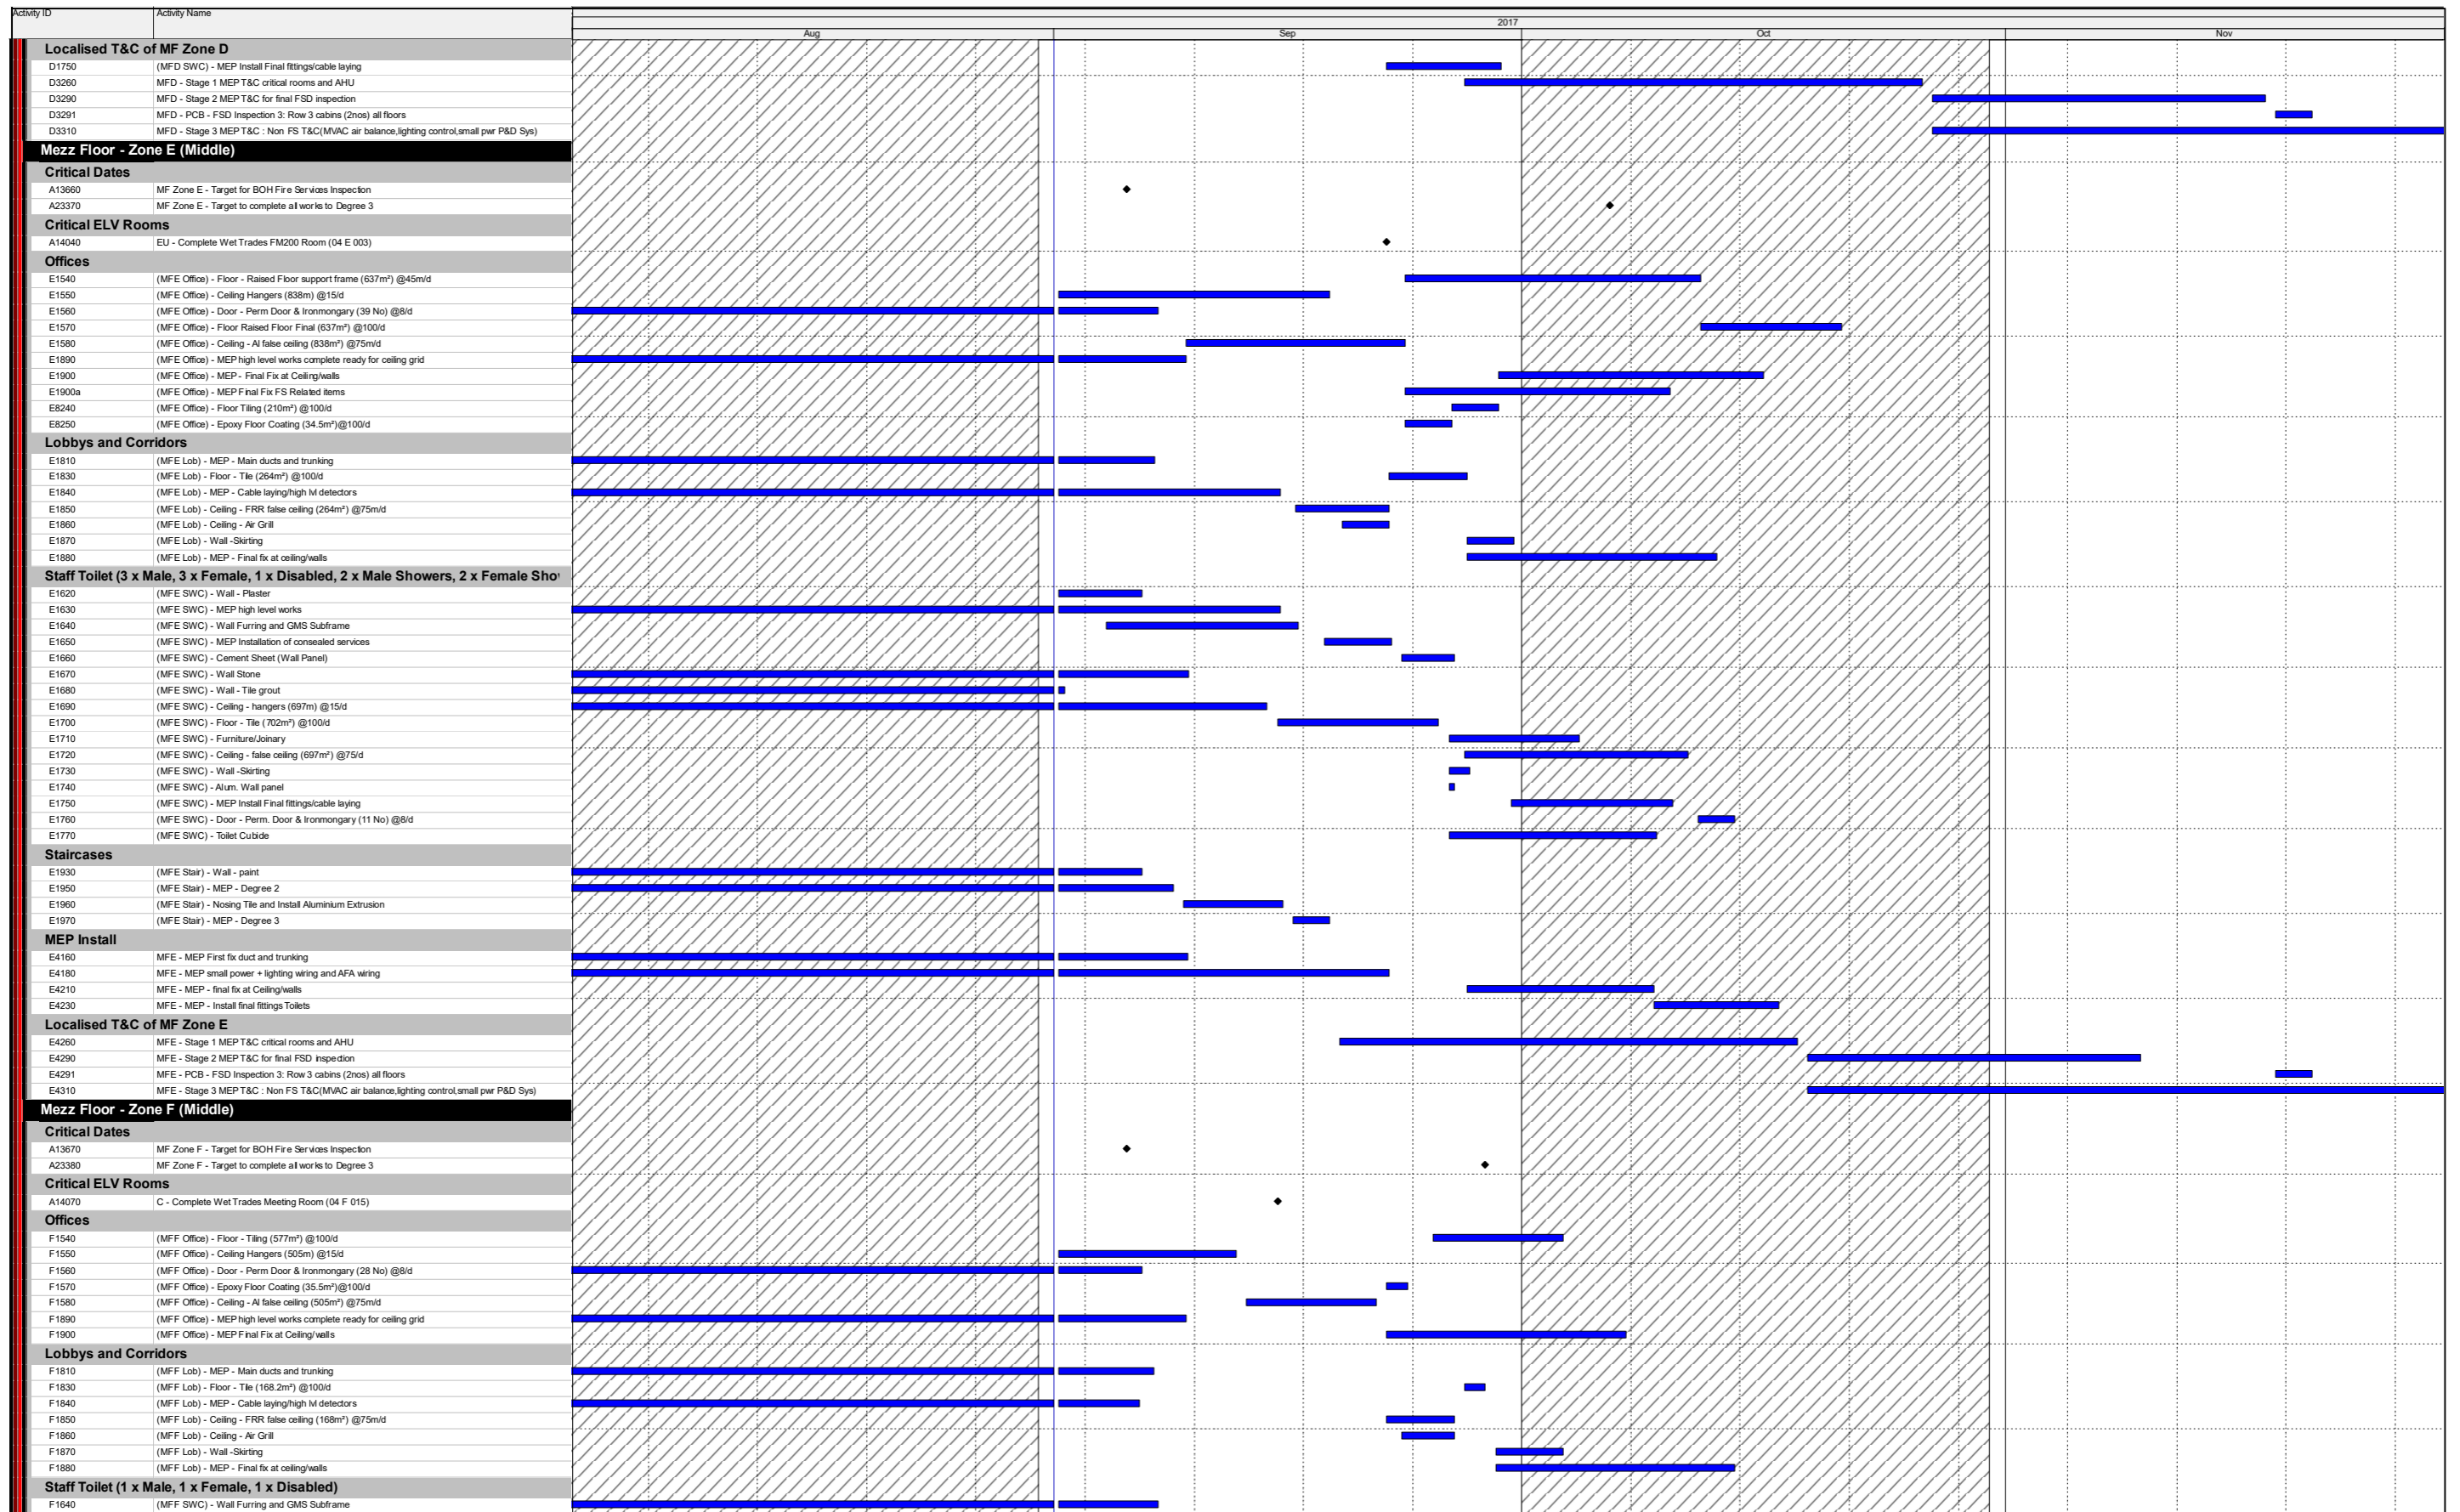 Activity ID Activity Name
2017
Aug Sep Oct Nov
Localised T&C of MF Zone D
D1750 (MFD SWC) - MEP Install Final fittings/cable laying
D3260 MFD - Stage 1 MEP T&C critical rooms and AHU
D3290 MFD - Stage 2 MEP T&C for final FSD inspection
D3291 MFD - PCB - FSD Inspection 3: Row 3 cabins (2nos) all floors
D3310 MFD - Stage 3 MEP T&C : Non FS T&C(MVAC air balance,lighting control,small pwr P&D Sys)
Mezz Floor - Zone E (Middle)
Critical Dates
A13660 MF Zone E - Target for BOH Fire Services Inspection
A23370 MF Zone E - Target to complete all works to Degree 3
Critical ELV Rooms
A14040 EU - Complete Wet Trades FM200 Room (04 E 003)
Offices
E1540 (MFE Office) - Floor - Raised Floor support frame (637m²) @45m/d
E1550 (MFE Office) - Ceiling Hangers (838m) @15/d
E1560 (MFE Office) - Door - Perm Door & Ironmongary (39 No) @8/d
E1570 (MFE Office) - Floor Raised Floor Final (637m²) @100/d
E1580 (MFE Office) - Ceiling - Al false ceiling (838m²) @75m/d
E1890 (MFE Office) - MEP high level works complete ready for ceiling grid
E1900 (MFE Office) - MEP - Final Fix at Ceiling/walls
E1900a (MFE Office) - MEP Final Fix FS Related items
E8240 (MFE Office) - Floor Tiling (210m²) @100/d
E8250 (MFE Office) - Epoxy Floor Coating (34.5m²)@100/d
Lobbys and Corridors
E1810 (MFE Lob) - MEP - Main ducts and trunking
E1830 (MFE Lob) - Floor - Tile (264m²) @100/d
E1840 (MFE Lob) - MEP - Cable laying/high lvl detectors
E1850 (MFE Lob) - Ceiling - FRR false ceiling (264m²) @75m/d
E1860 (MFE Lob) - Ceiling - Air Grill
E1870 (MFE Lob) - Wall -Skirting
E1880 (MFE Lob) - MEP - Final fix at ceiling/walls
Staff Toilet (3 x Male, 3 x Female, 1 x Disabled, 2 x Male Showers, 2 x Female Sho
E1620 (MFE SWC) - Wall - Plaster
E1630 (MFE SWC) - MEP high level works
E1640 (MFE SWC) - Wall Furring and GMS Subframe
E1650 (MFE SWC) - MEP Installation of consealed services
E1660 (MFE SWC) - Cement Sheet (Wall Panel)
E1670 (MFE SWC) - Wall Stone
E1680 (MFE SWC) - Wall - Tile grout
E1690 (MFE SWC) - Ceiling - hangers (697m) @15/d
E1700 (MFE SWC) - Floor - Tile (702m²) @100/d
E1710 (MFE SWC) - Furniture/Joinary
E1720 (MFE SWC) - Ceiling - false ceiling (697m²) @75/d
E1730 (MFE SWC) - Wall -Skirting
E1740 (MFE SWC) - Alum. Wall panel
E1750 (MFE SWC) - MEP Install Final fittings/cable laying
E1760 (MFE SWC) - Door - Perm. Door & Ironmongary (11 No) @8/d
E1770 (MFE SWC) - Toilet Cubide
Staircases
E1930 (MFE Stair) - Wall - paint
E1950 (MFE Stair) - MEP - Degree 2
E1960 (MFE Stair) - Nosing Tile and Install Aluminium Extrusion
E1970 (MFE Stair) - MEP - Degree 3
MEP Install
E4160 MFE - MEP First fix duct and trunking
E4180 MFE - MEP small power + lighting wiring and AFA wiring
E4210 MFE - MEP - final fix at Ceiling/walls
E4230 MFE - MEP - Install final fittings Toilets
Localised T&C of MF Zone E
E4260 MFE - Stage 1 MEP T&C critical rooms and AHU
E4290 MFE - Stage 2 MEP T&C for final FSD inspection
E4291 MFE - PCB - FSD Inspection 3: Row 3 cabins (2nos) all floors
E4310 MFE - Stage 3 MEP T&C : Non FS T&C(MVAC air balance,lighting control,small pwr P&D Sys)
Mezz Floor - Zone F (Middle)
Critical Dates
A13670 MF Zone F - Target for BOH Fire Services Inspection
A23380 MF Zone F - Target to complete all works to Degree 3
Critical ELV Rooms
A14070 C - Complete Wet Trades Meeting Room (04 F 015)
Offices
F1540 (MFF Office) - Floor - Tiling (577m²) @100/d
F1550 (MFF Office) - Ceiling Hangers (505m) @15/d
F1560 (MFF Office) - Door - Perm Door & Ironmongary (28 No) @8/d
F1570 (MFF Office) - Epoxy Floor Coating (35.5m²)@100/d
F1580 (MFF Office) - Ceiling - Al false ceiling (505m²) @75m/d
F1890 (MFF Office) - MEP high level works complete ready for ceiling grid
F1900 (MFF Office) - MEP Final Fix at Ceiling/walls
Lobbys and Corridors
F1810 (MFF Lob) - MEP - Main ducts and trunking
F1830 (MFF Lob) - Floor - Tile (168.2m²) @100/d
F1840 (MFF Lob) - MEP - Cable laying/high lvl detectors
F1850 (MFF Lob) - Ceiling - FRR false ceiling (168m²) @75m/d
F1860 (MFF Lob) - Ceiling - Air Grill
F1870 (MFF Lob) - Wall -Skirting
F1880 (MFF Lob) - MEP - Final fix at ceiling/walls
Staff Toilet (1 x Male, 1 x Female, 1 x Disabled)
F1640 (MFF SWC) - Wall Furring and GMS Subframe